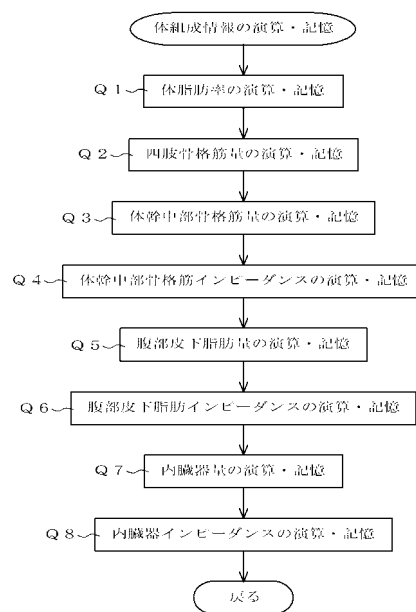 体組成情報の演算・記憶
Q1 体脂肪率の演算・記憶
Q2 四肢骨格筋量の演算・記憶
Q3 体幹中部骨格筋量の演算・記憶
Q4 体幹中部骨格筋インピーダンスの演算・記憶
Q5 腹部皮下脂肪量の演算・記憶
Q6 腹部皮下脂肪インピーダンスの演算・記憶
Q7 内臓器量の演算・記憶
Q8 内臓器インピーダンスの演算・記憶
戻る